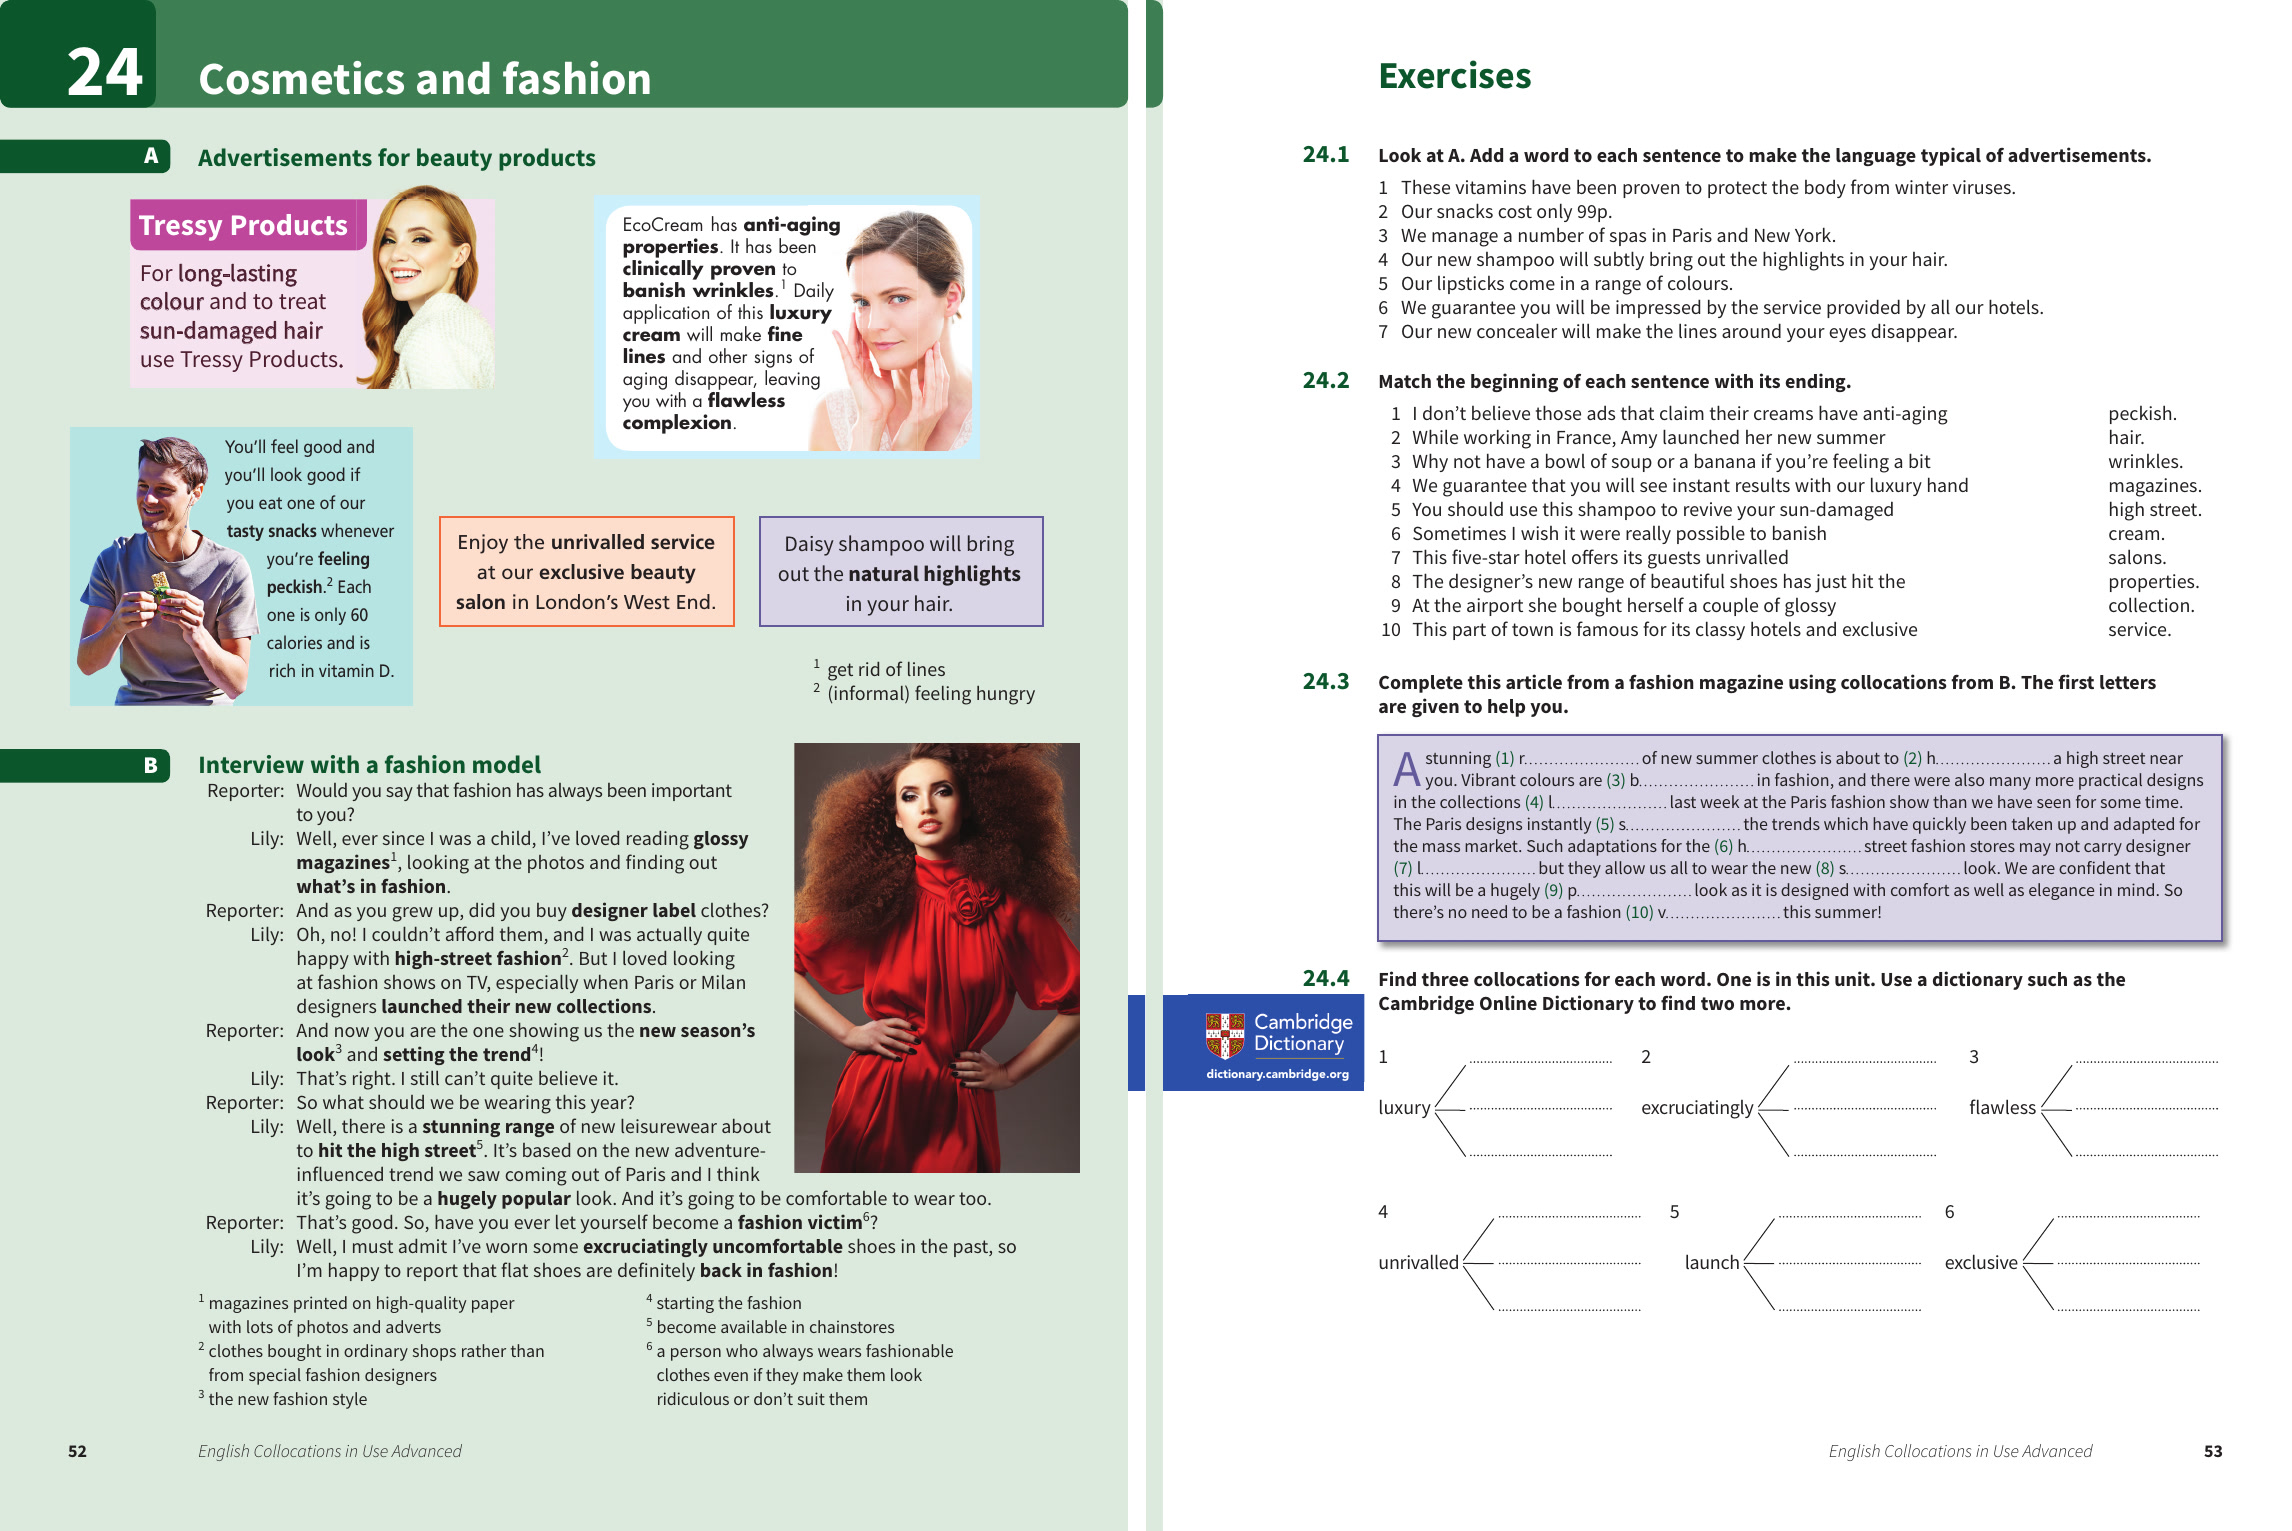 24
Cosmetics and fashion
A
Advertisements for beauty products
Tressy Products
For long-lasting
colour and to treat
sun-damaged hair
use Tressy Products.
EcoCream has anti-aging
properties. It has been
clinically proven to
banish wrinkles.1 Daily
application of this luxury
cream will make fine
lines and other signs of
aging disappear, leaving
you with a flawless
complexion.
You'll feel good and
you'll look good if
you eat one of our
tasty snacks whenever
you're feeling
peckish.2 Each
one is only 60
calories and is
rich in vitamin D.
Enjoy the unrivalled service
at our exclusive beauty
salon in London's West End.
Daisy shampoo will bring
out the natural highlights
in your hair.
1 get rid of lines
2 (informal) feeling hungry
B
Interview with a fashion model
Reporter: Would you say that fashion has always been important
to you?
Lily: Well, ever since I was a child, I've loved reading glossy
magazines1, looking at the photos and finding out
what's in fashion.
Reporter: And as you grew up, did you buy designer label clothes?
Lily: Oh, no! I couldn't afford them, and I was actually quite
happy with high-street fashion2. But I loved looking
at fashion shows on TV, especially when Paris or Milan
designers launched their new collections.
Reporter: And now you are the one showing us the new season's
look3 and setting the trend4!
Lily: That's right. I still can't quite believe it.
Reporter: So what should we be wearing this year?
Lily: Well, there is a stunning range of new leisurewear about
to hit the high street5. It's based on the new adventure-
influenced trend we saw coming out of Paris and I think
it's going to be a hugely popular look. And it's going to be comfortable to wear too.
Reporter: That's good. So, have you ever let yourself become a fashion victim6?
Lily: Well, I must admit I've worn some excruciatingly uncomfortable shoes in the past, so
I'm happy to report that flat shoes are definitely back in fashion!
1 magazines printed on high-quality paper
with lots of photos and adverts
2 clothes bought in ordinary shops rather than
from special fashion designers
3 the new fashion style
4 starting the fashion
5 become available in chainstores
6 a person who always wears fashionable
clothes even if they make them look
ridiculous or don't suit them
52
English Collocations in Use Advanced
Exercises
24.1 Look at A. Add a word to each sentence to make the language typical of advertisements.
1 These vitamins have been proven to protect the body from winter viruses.
2 Our snacks cost only 99p.
3 We manage a number of spas in Paris and New York.
4 Our new shampoo will subtly bring out the highlights in your hair.
5 Our lipsticks come in a range of colours.
6 We guarantee you will be impressed by the service provided by all our hotels.
7 Our new concealer will make the lines around your eyes disappear.
24.2 Match the beginning of each sentence with its ending.
1 I don't believe those ads that claim their creams have anti-aging peckish.
2 While working in France, Amy launched her new summer hair.
3 Why not have a bowl of soup or a banana if you're feeling a bit wrinkles.
4 We guarantee that you will see instant results with our luxury hand magazines.
5 You should use this shampoo to revive your sun-damaged high street.
6 Sometimes I wish it were really possible to banish cream.
7 This five-star hotel offers its guests unrivalled salons.
8 The designer's new range of beautiful shoes has just hit the properties.
9 At the airport she bought herself a couple of glossy collection.
10 This part of town is famous for its classy hotels and exclusive service.
24.3 Complete this article from a fashion magazine using collocations from B. The first letters
are given to help you.
A stunning (1) r....................... of new summer clothes is about to (2) h....................... a high street near
you. Vibrant colours are (3) b....................... in fashion, and there were also many more practical designs
in the collections (4) l....................... last week at the Paris fashion show than we have seen for some time.
The Paris designs instantly (5) s....................... the trends which have quickly been taken up and adapted for
the mass market. Such adaptations for the (6) h....................... street fashion stores may not carry designer
(7) l....................... but they allow us all to wear the new (8) s....................... look. We are confident that
this will be a hugely (9) p....................... look as it is designed with comfort as well as elegance in mind. So
there's no need to be a fashion (10) v....................... this summer!
24.4 Find three collocations for each word. One is in this unit. Use a dictionary such as the
Cambridge Online Dictionary to find two more.
Cambridge
Dictionary
dictionary.cambridge.org
1 2 3
luxury excruciatingly flawless
4 5 6
unrivalled launch exclusive
English Collocations in Use Advanced
53